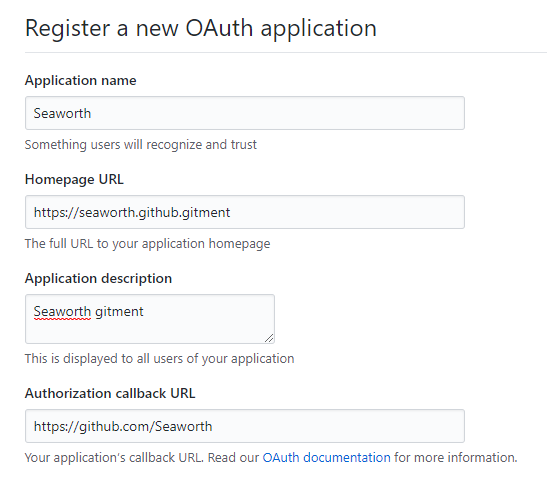 Register a new OAuth application
Application name
Seaworth
Something users will recognize and trust
Homepage URL
https://seaworth.github.gitment
The full URL to your application homepage
Application description
Seaworth gitment
This is displayed to all users of your application
Authorization callback URL
https://github.com/Seaworth
Your application's callback URL. Read our OAuth documentation for more information.